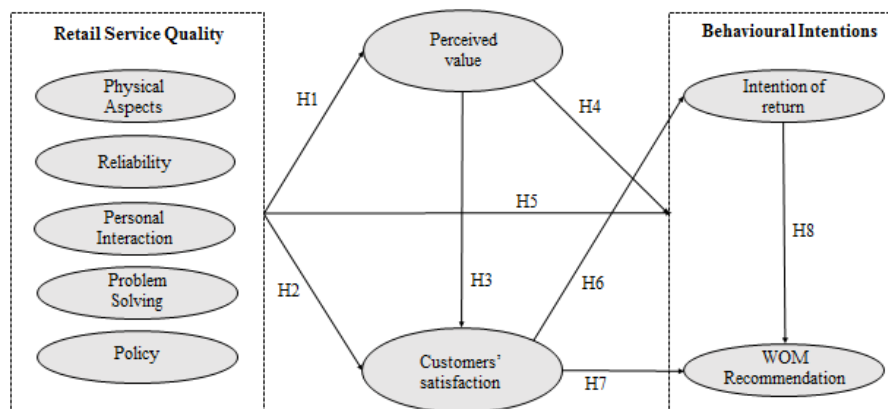 Retail Service Quality
Physical
Aspects
Reliability
Personal
Interaction
Problem
Solving
Policy
H1
H2
Perceived
value
H3
Customers'
satisfaction
H4
H5
H6
H7
Behavioural Intentions
Intention of
return
H8
WOM
Recommendation